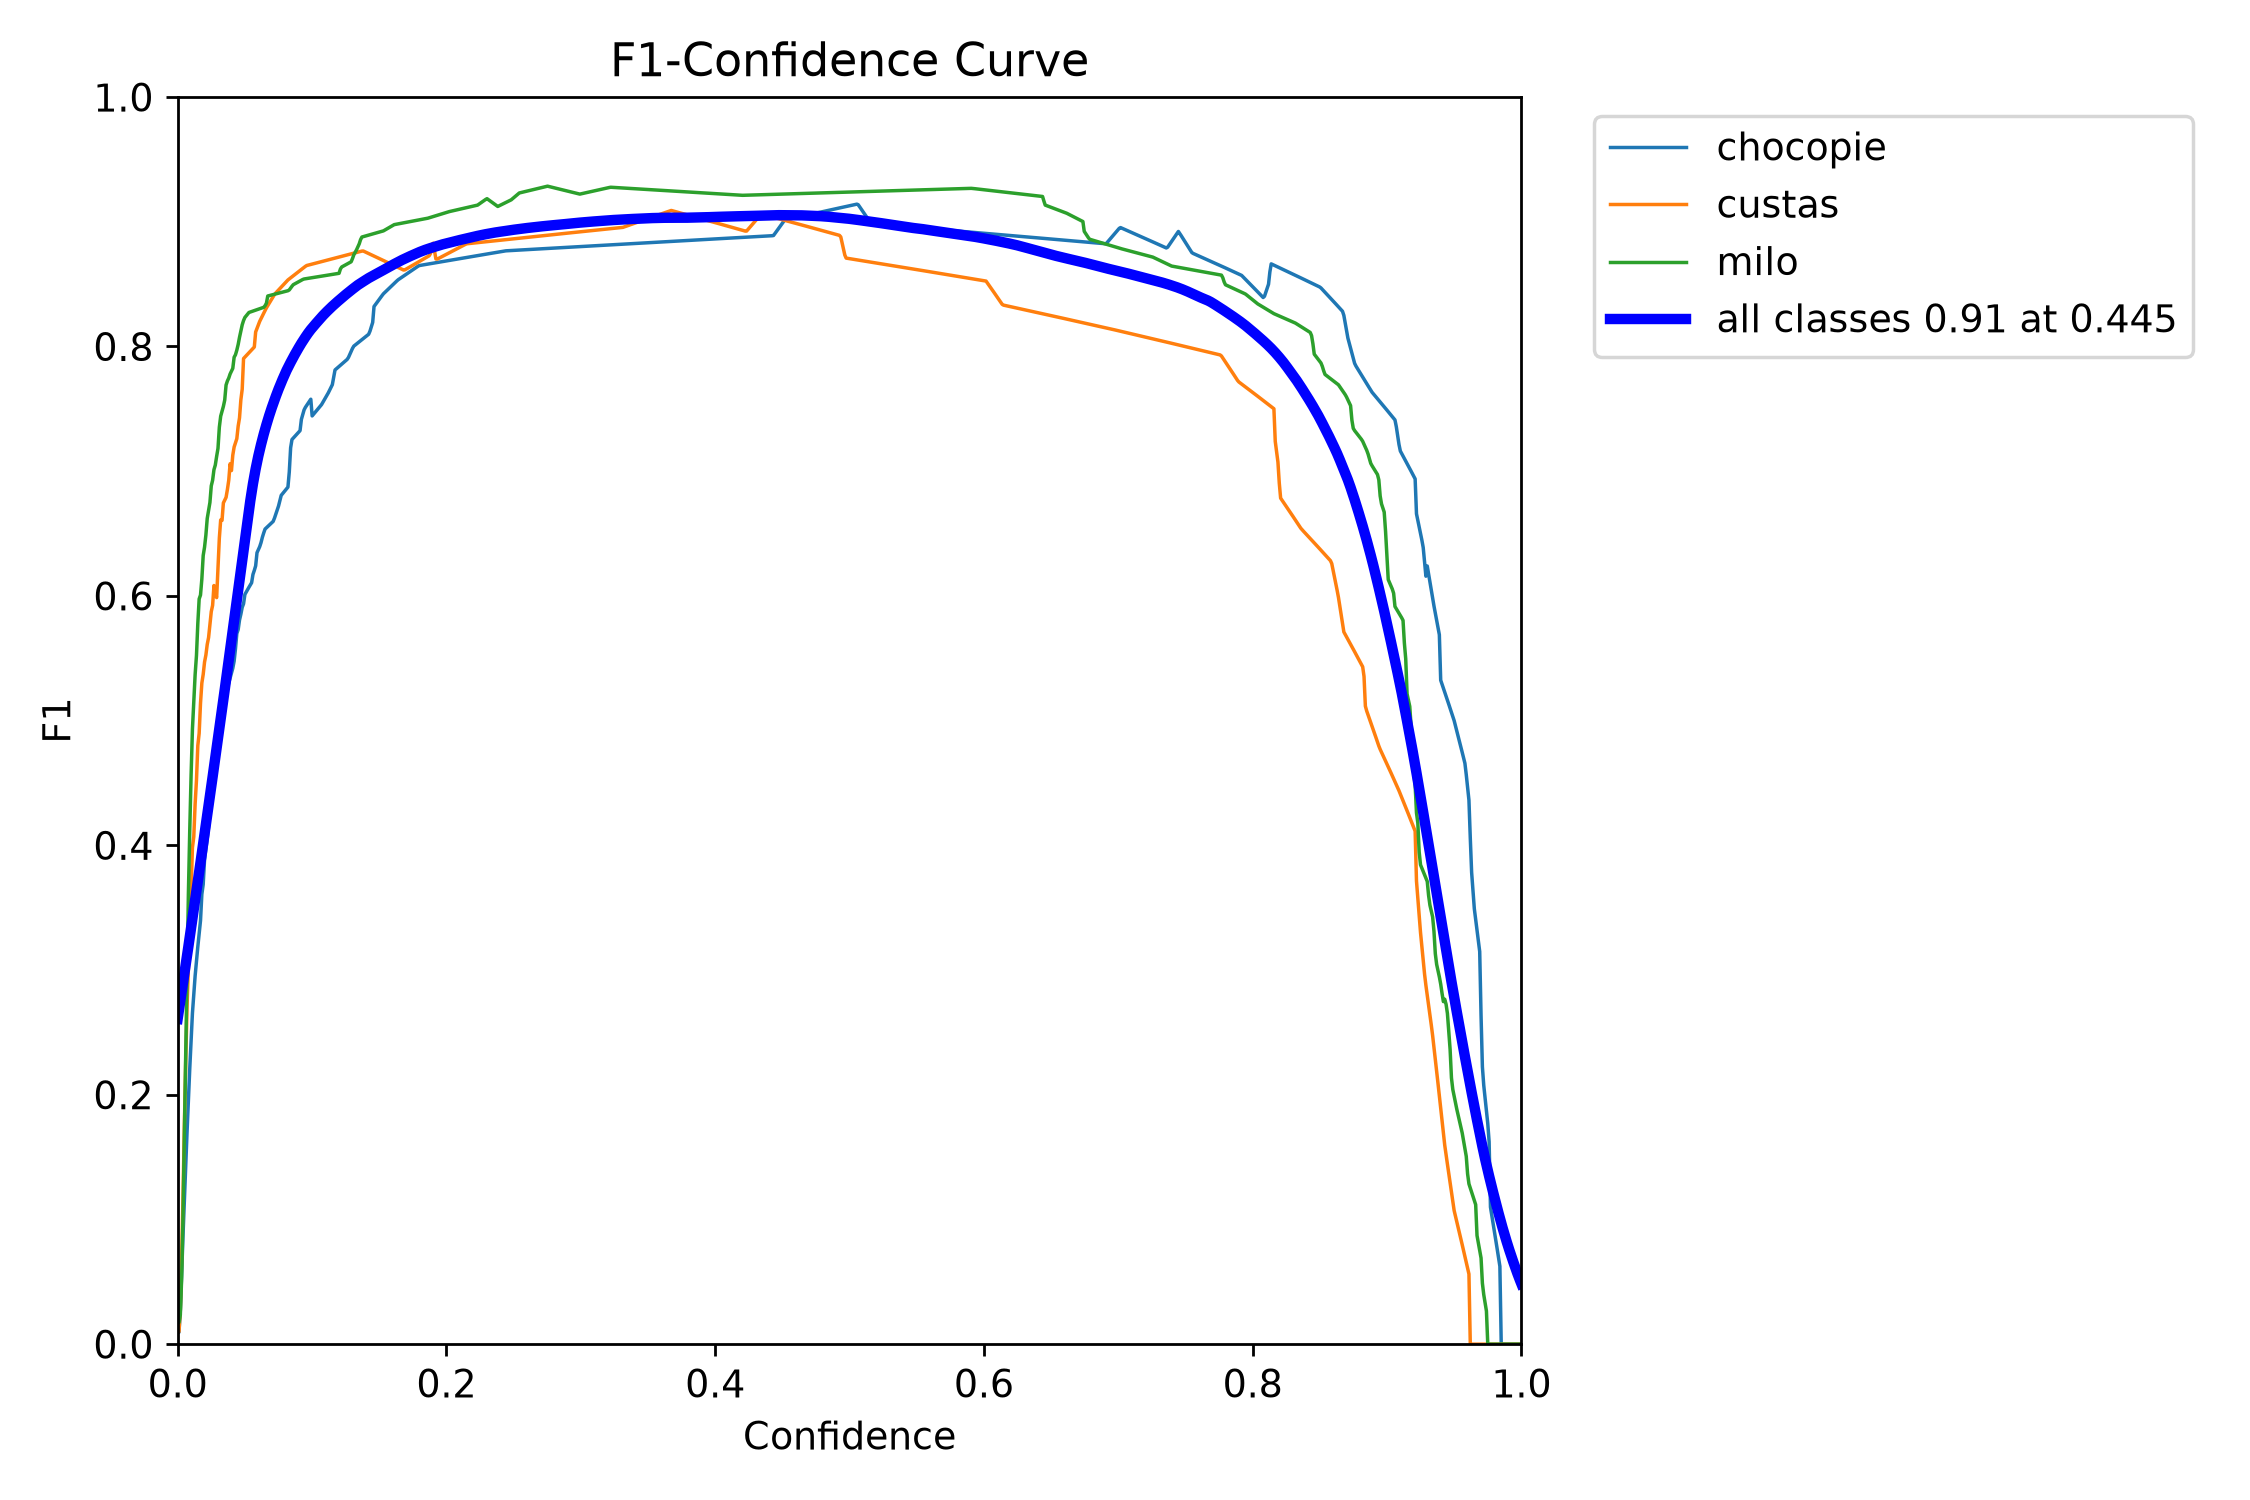 F1-Confidence Curve
1.0
0.8
0.6
0.4
0.2
0.0
F1
0.0 0.2 0.4 0.6 0.8 1.0
Confidence
chocopie
custas
milo
all classes 0.91 at 0.445